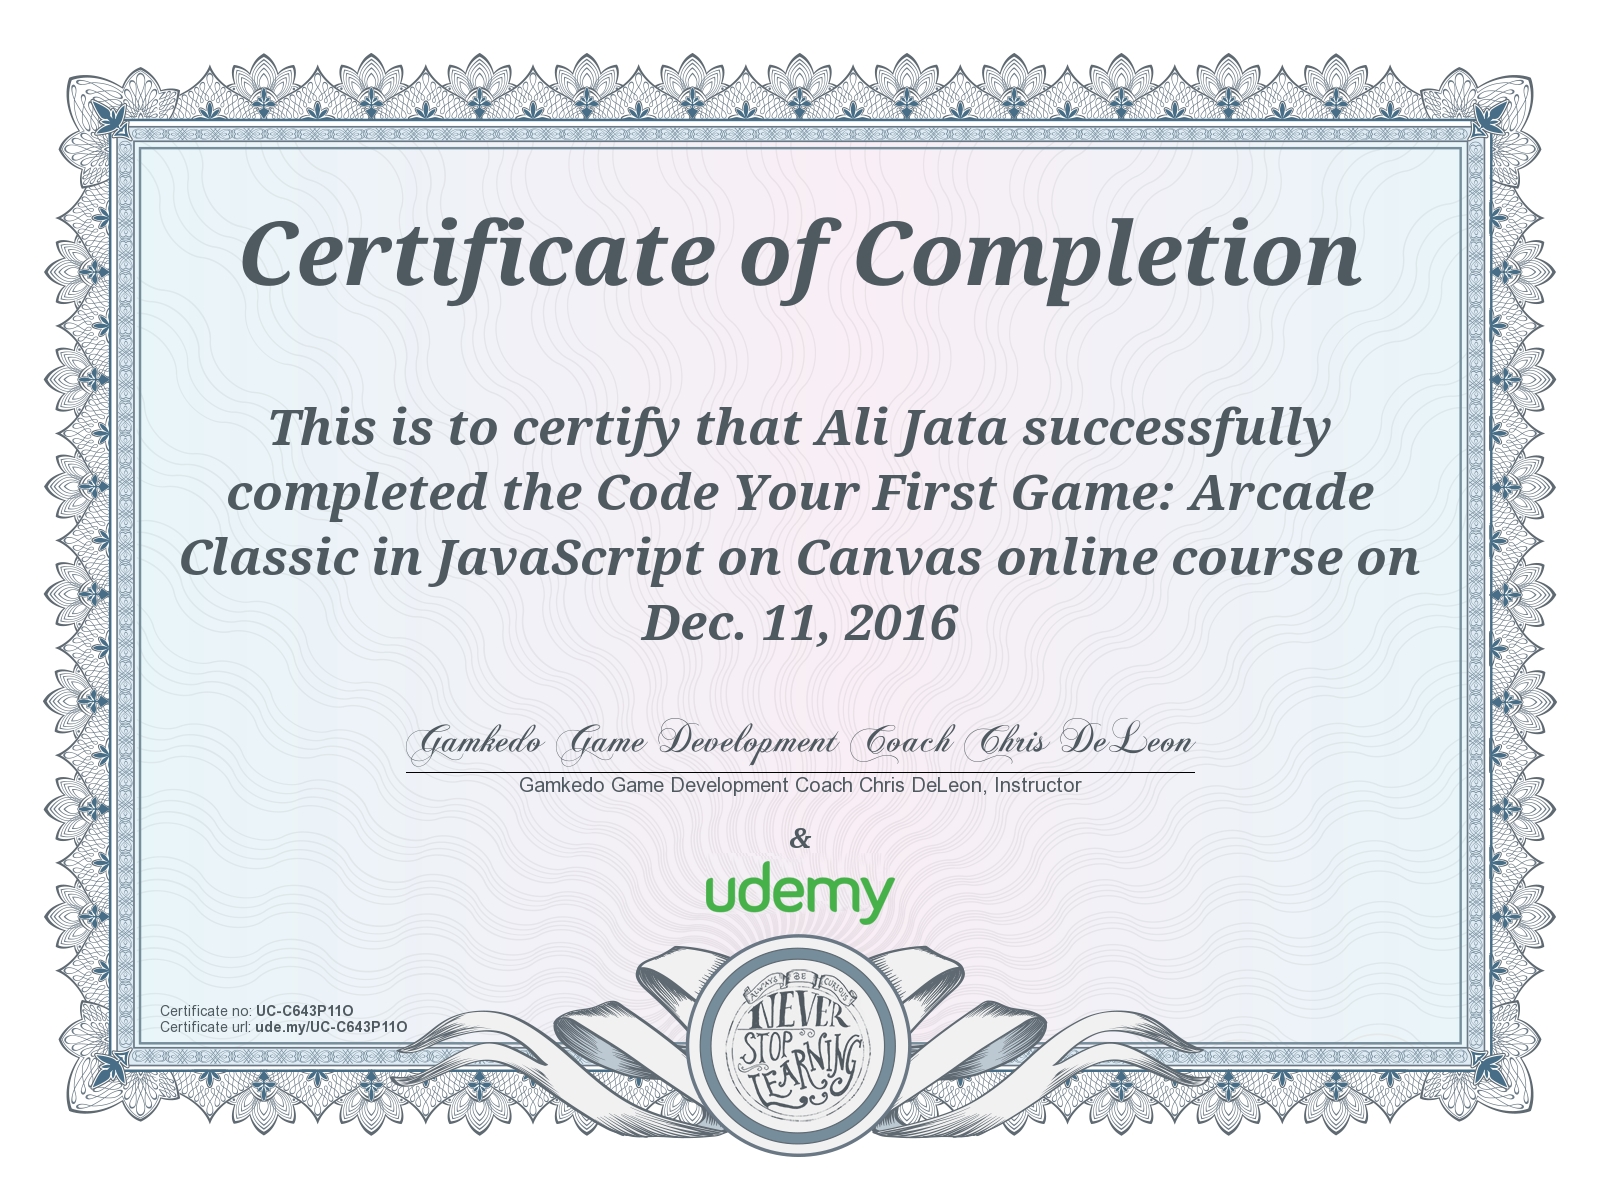 Certificate of Completion
This is to certify that Ali Jata successfully
completed the Code Your First Game: Arcade
Classic in JavaScript on Canvas online course on
Dec. 11, 2016
Gamkedo Game Development Coach Chris DeLeon
Gamkedo Game Development Coach Chris DeLeon, Instructor
&
udemy
Certificate no: UC-C643P11O
Certificate url: ude.my/UC-C643P11O
ALWAYS BE CURIOUS
NEVER
STOP
LEARNING